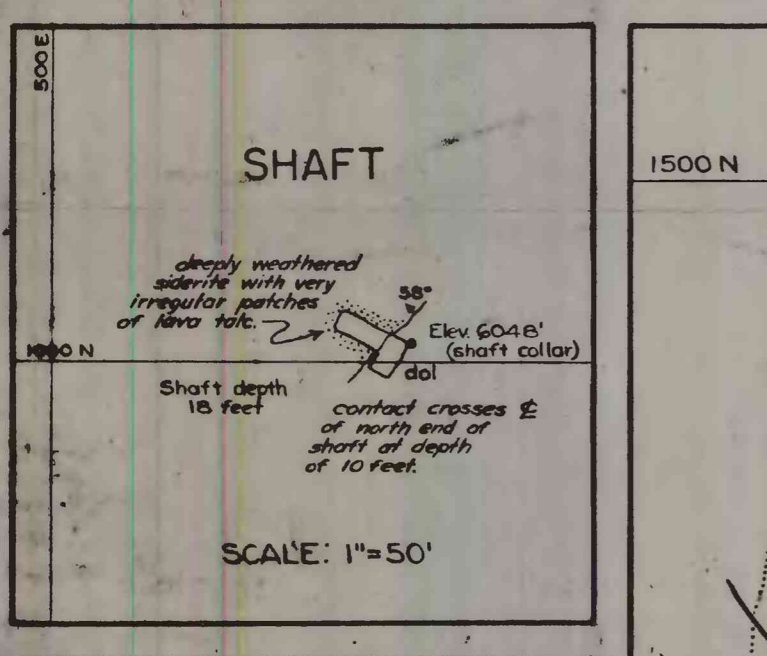 500 E
SHAFT
1500 N
deeply weathered
siderite with very
irregular patches
of lava talc.
58°
Elev. 6048'
(shaft collar)
N
dol
Shaft depth
18 feet
contact crosses ℄
of north end of
shaft at depth
of 10 feet.
SCALE: 1"=50'